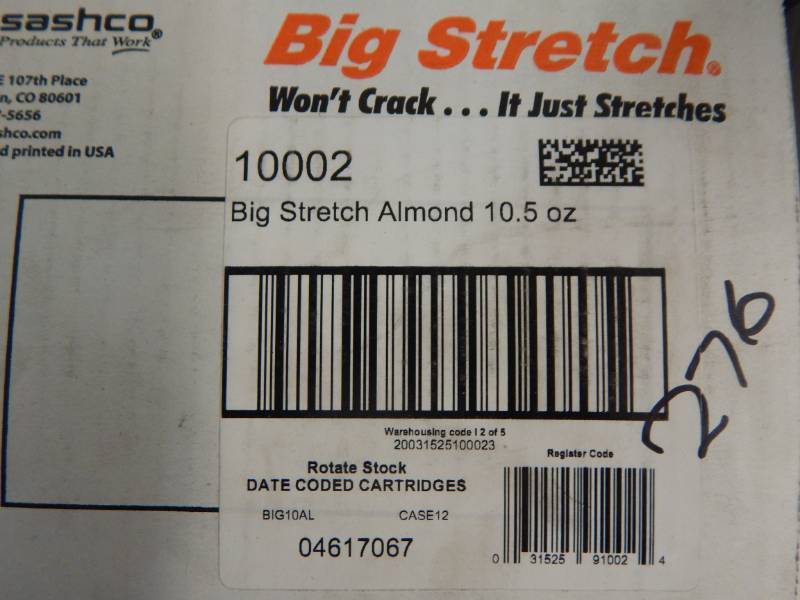 sashco®
Products That Work®
E 107th Place
n, CO 80601
-5656
shco.com
d printed in USA
Big Stretch®
Won't Crack . . . It Just Stretches
10002
Big Stretch Almond 10.5 oz
Warehousing code I 2 of 5
20031525100023
Rotate Stock
DATE CODED CARTRIDGES
BIG10AL CASE12
04617067
Register Code
0 31525 91002 4
276